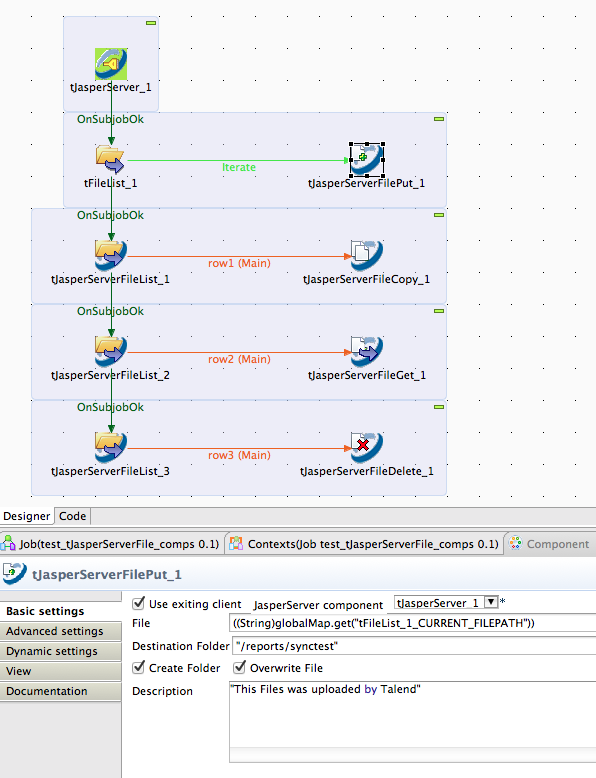 tJasperServer_1
OnSubjobOk
Iterate
tFileList_1
tJasperServerFilePut_1
OnSubjobOk
row1 (Main)
tJasperServerFileList_1
tJasperServerFileCopy_1
OnSubjobOk
row2 (Main)
tJasperServerFileList_2
tJasperServerFileGet_1
OnSubjobOk
row3 (Main)
tJasperServerFileList_3
tJasperServerFileDelete_1
Designer Code
Job(test_tJasperServerFile_comps 0.1) Contexts(Job test_tJasperServerFile_comps 0.1) Component
tJasperServerFilePut_1
Basic settings
Advanced settings
Dynamic settings
View
Documentation
Use exiting client JasperServer component tJasperServer_1 *
File ((String)globalMap.get("tFileList_1_CURRENT_FILEPATH"))
Destination Folder "/reports/synctest"
Create Folder Overwrite File
Description "This Files was uploaded by Talend"